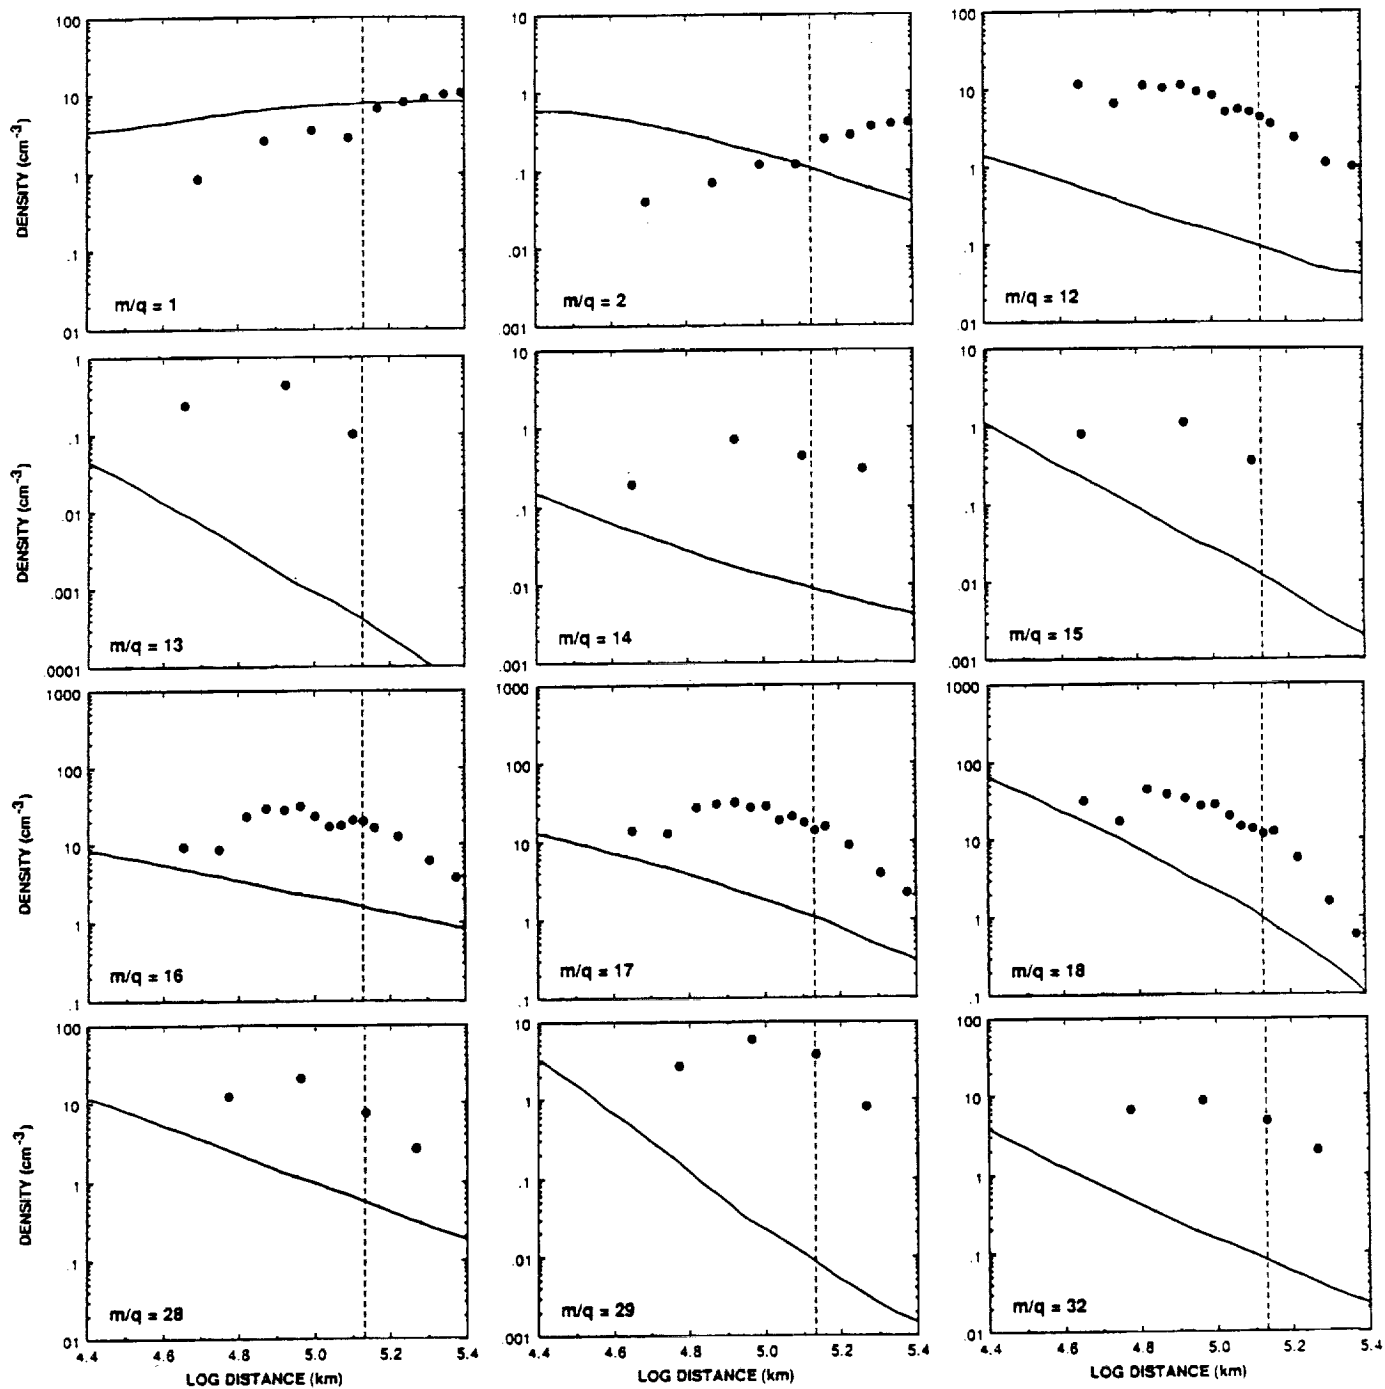 100
10
1
.1
.01
DENSITY (cm-3)
m/q = 1
10
1
.1
.01
.001
m/q = 2
100
10
1
.1
.01
m/q = 12
1
.1
.01
.001
.0001
DENSITY (cm-3)
m/q = 13
10
1
.1
.01
.001
m/q = 14
10
1
.1
.01
.001
m/q = 15
1000
100
10
1
.1
DENSITY (cm-3)
m/q = 16
1000
100
10
1
.1
m/q = 17
1000
100
10
1
.1
m/q = 18
100
10
1
.1
.01
DENSITY (cm-3)
m/q = 28
4.4 4.8 5.0 5.2 5.4
LOG DISTANCE (km)
10
1
.1
.01
.001
m/q = 29
4.4 4.8 5.0 5.2 5.4
LOG DISTANCE (km)
100
10
1
.1
.01
m/q = 32
4.4 4.6 4.8 5.0 5.2 5.4
LOG DISTANCE (km)